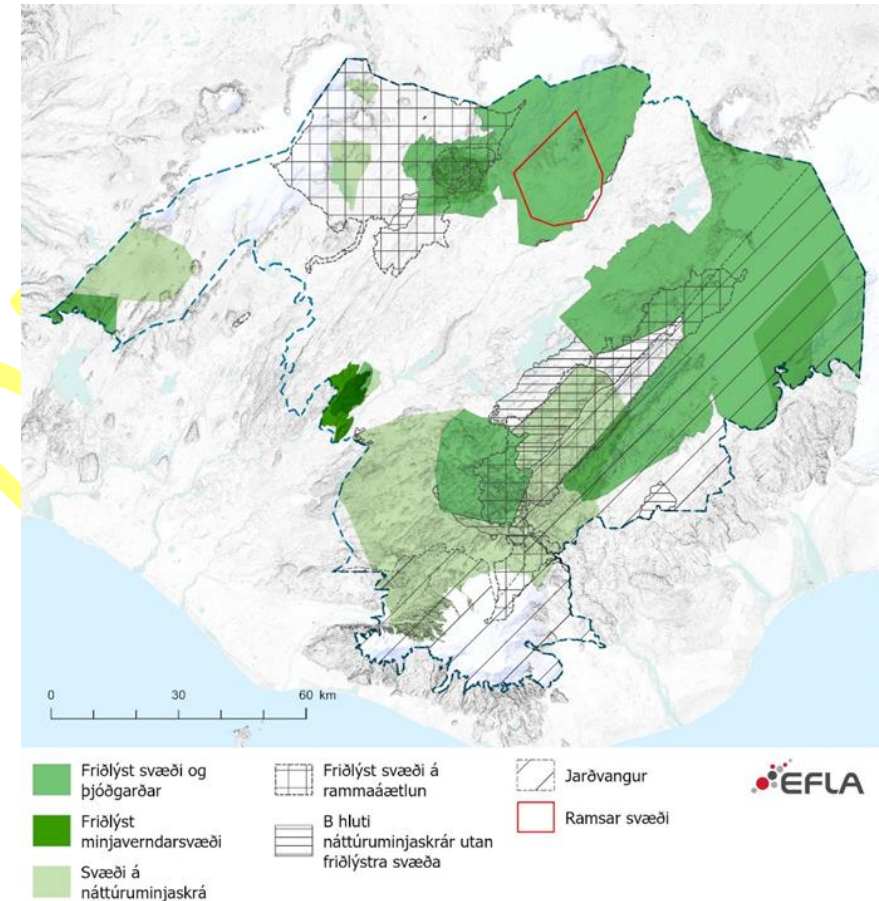 0 30 60 km
Friðlýst svæði og
þjóðgarðar
Friðlýst
minjaverndarsvæði
Svæði á
náttúruminjaskrá
Friðlýst svæði á
rammaáætlun
B hluti
náttúruminjaskrár utan
friðlýstra svæða
Jarðvangur
Ramsar svæði
EFLA